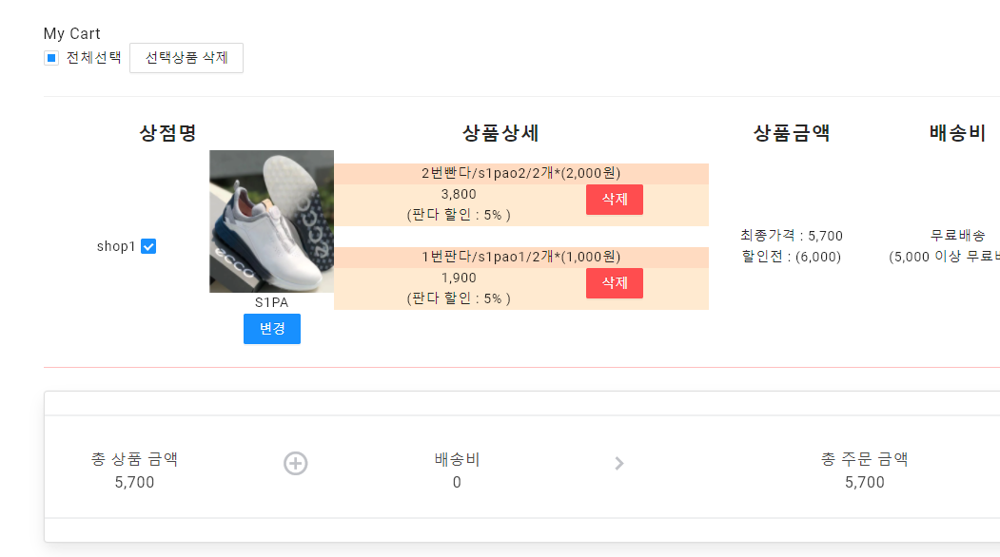 My Cart
전체선택 선택상품 삭제
상점명 상품상세 상품금액 배송비
shop1
ecco
S1PA
변경
2번빤다/s1pao2/2개*(2,000원)
3,800
(판다 할인 : 5% )
삭제
1번판다/s1pao1/2개*(1,000원)
1,900
(판다 할인 : 5% )
삭제
최종가격 : 5,700
할인전 : (6,000)
무료배송
(5,000 이상 무료
총 상품 금액
5,700
배송비
0
총 주문 금액
5,700